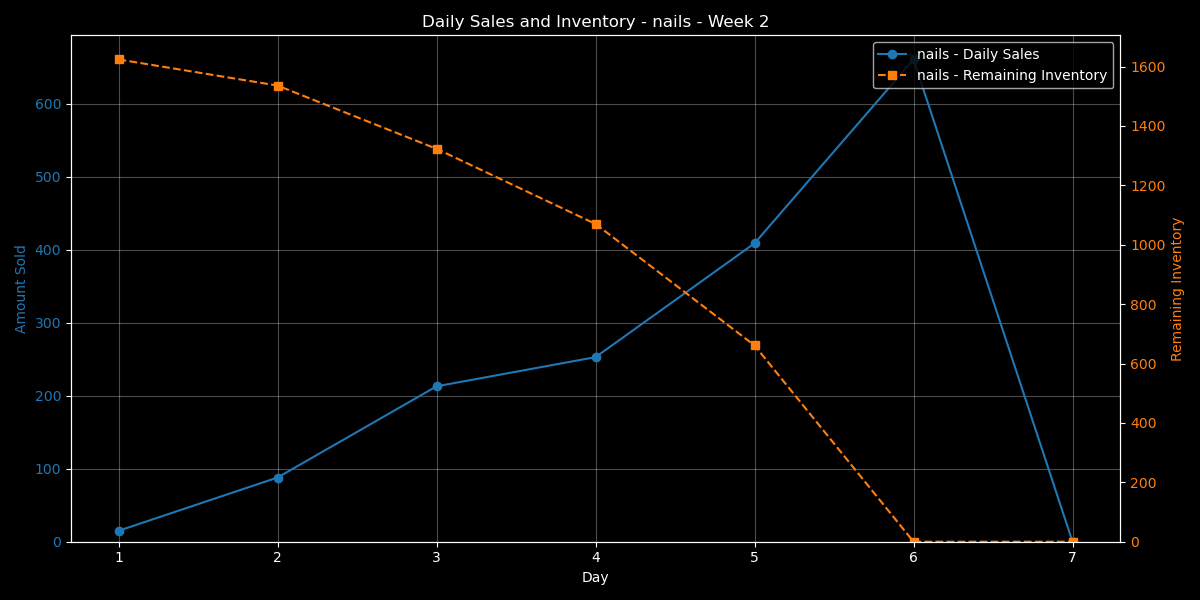 Daily Sales and Inventory - nails - Week 2
nails - Daily Sales
nails - Remaining Inventory
Amount Sold
0
100
200
300
400
500
600
Remaining Inventory
0
200
400
600
800
1000
1200
1400
1600
1 2 3 4 5 6 7
Day